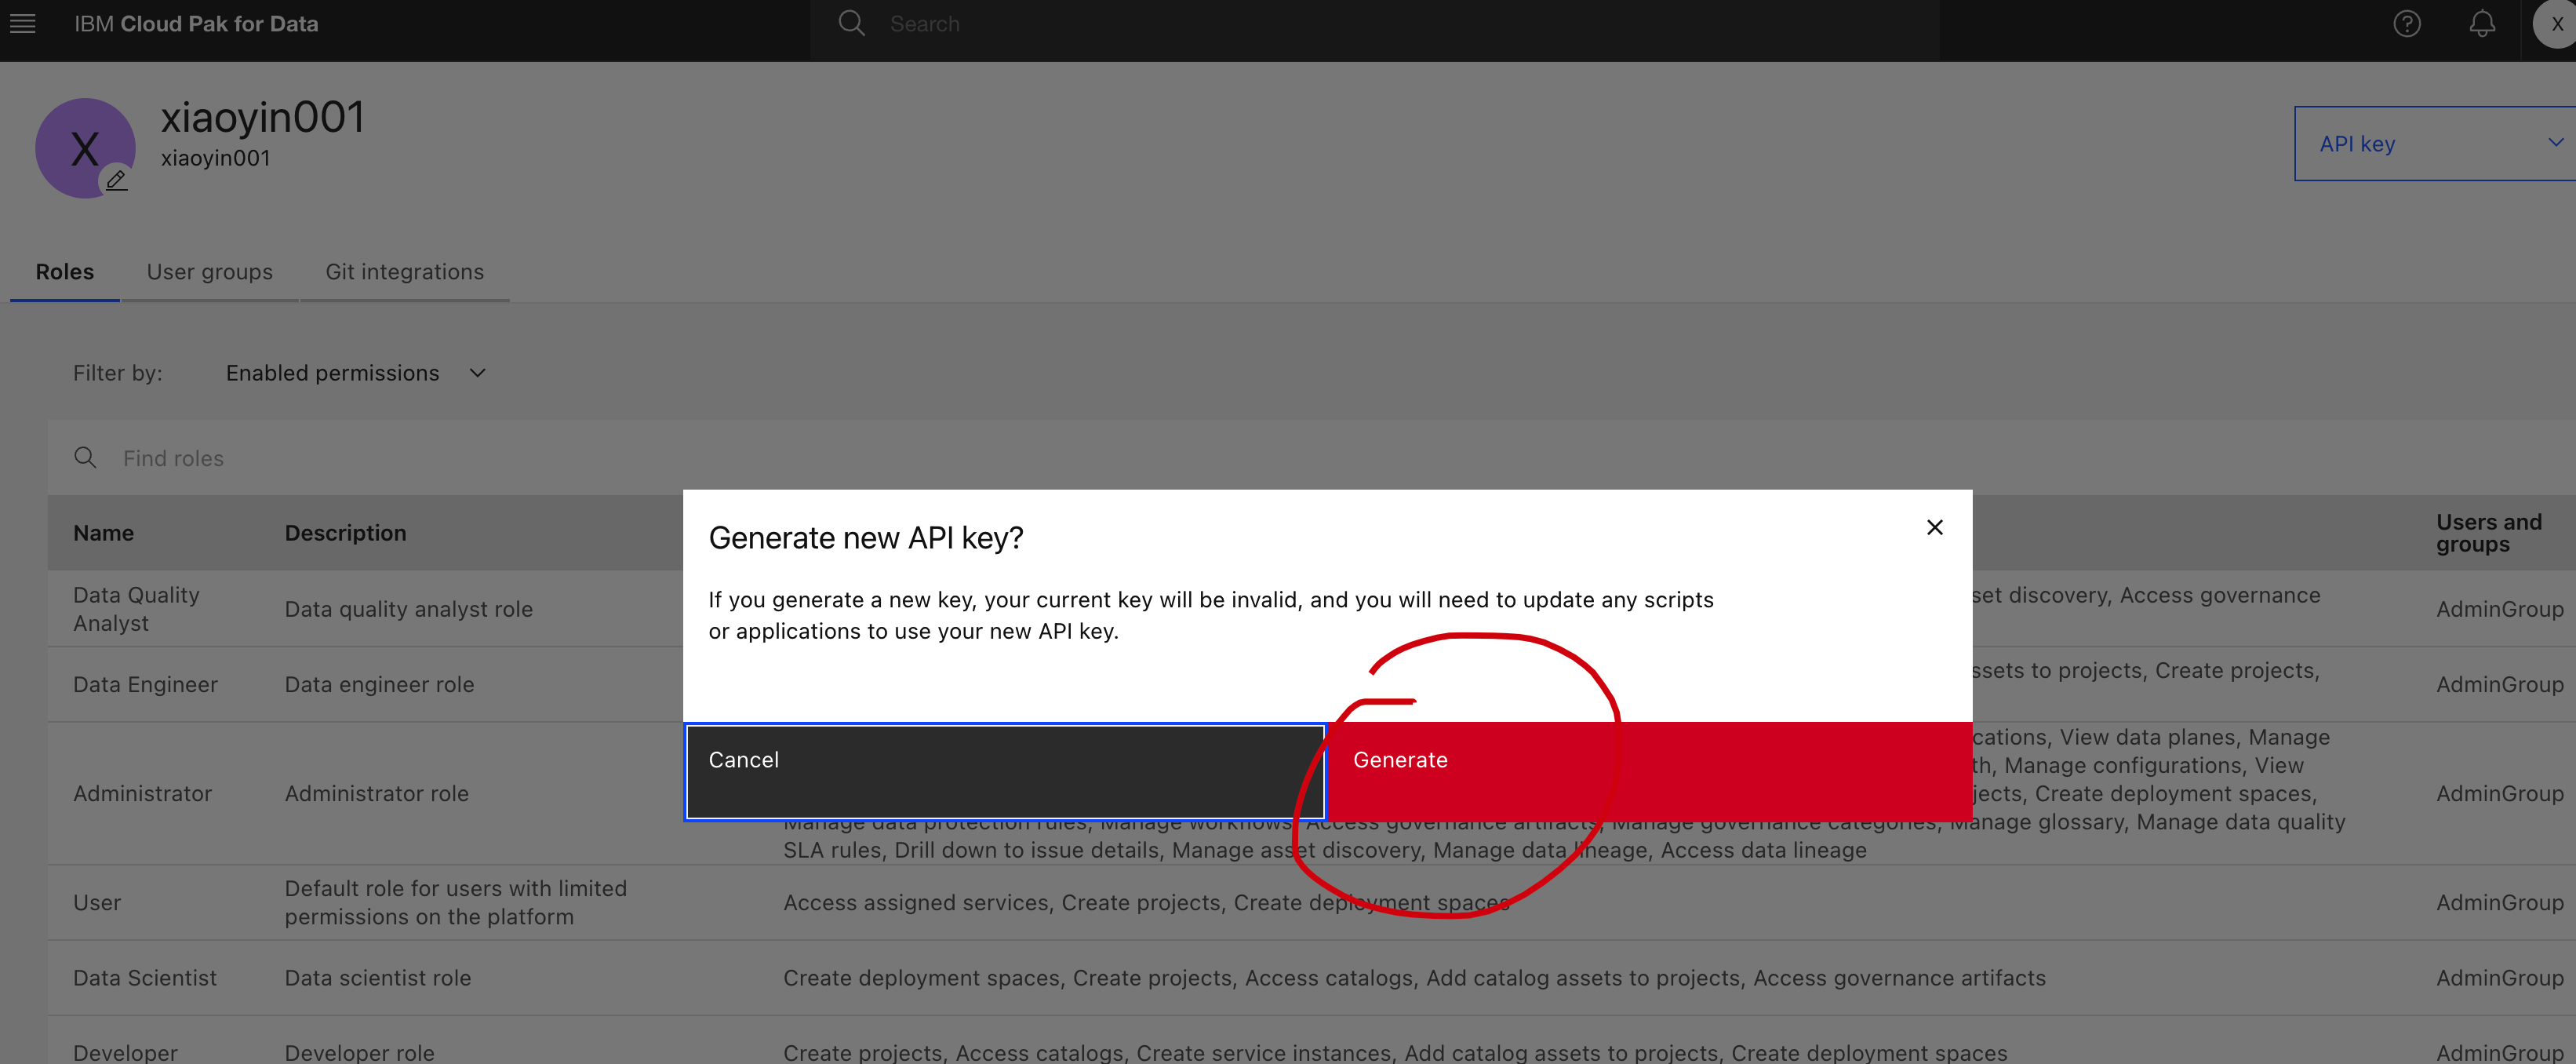 IBM Cloud Pak for Data
Search
X
X
xiaoyin001
xiaoyin001
API key
Roles
User groups
Git integrations
Filter by:
Enabled permissions
Find roles
Name
Description
Users and
groups
Generate new API key?
If you generate a new key, your current key will be invalid, and you will need to update any scripts
or applications to use your new API key.
Cancel
Generate
Data Quality
Analyst
Data quality analyst role
set discovery, Access governance
AdminGroup
Data Engineer
Data engineer role
ssets to projects, Create projects,
AdminGroup
Administrator
Administrator role
cations, View data planes, Manage
th, Manage configurations, View
jects, Create deployment spaces,
Manage data protection rules, Manage workflows, Access governance artifacts, Manage governance categories, Manage glossary, Manage data quality
SLA rules, Drill down to issue details, Manage asset discovery, Manage data lineage, Access data lineage
AdminGroup
User
Default role for users with limited
permissions on the platform
Access assigned services, Create projects, Create deployment spaces
AdminGroup
Data Scientist
Data scientist role
Create deployment spaces, Create projects, Access catalogs, Add catalog assets to projects, Access governance artifacts
AdminGroup
Developer
Developer role
Create projects, Access catalogs, Create service instances, Add catalog assets to projects, Create deployment spaces
AdminGroup